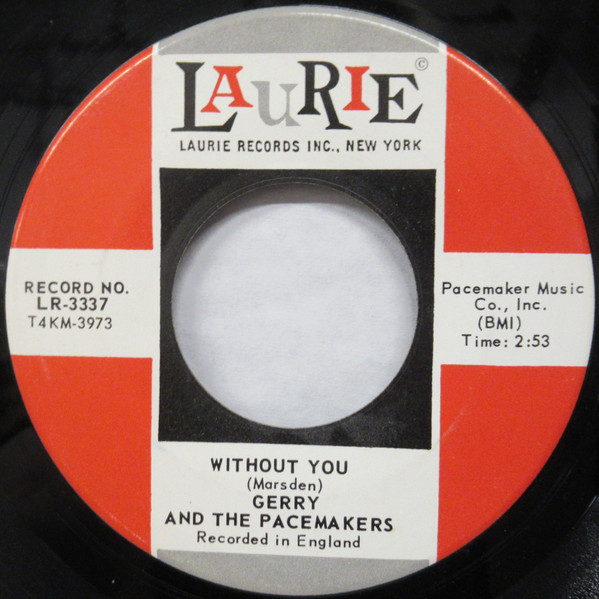 LAURIE ©
LAURIE RECORDS INC., NEW YORK
RECORD NO.
LR-3337
T4KM-3973
Pacemaker Music
Co., Inc.
(BMI)
Time: 2:53
WITHOUT YOU
(Marsden)
GERRY
AND THE PACEMAKERS
Recorded in England